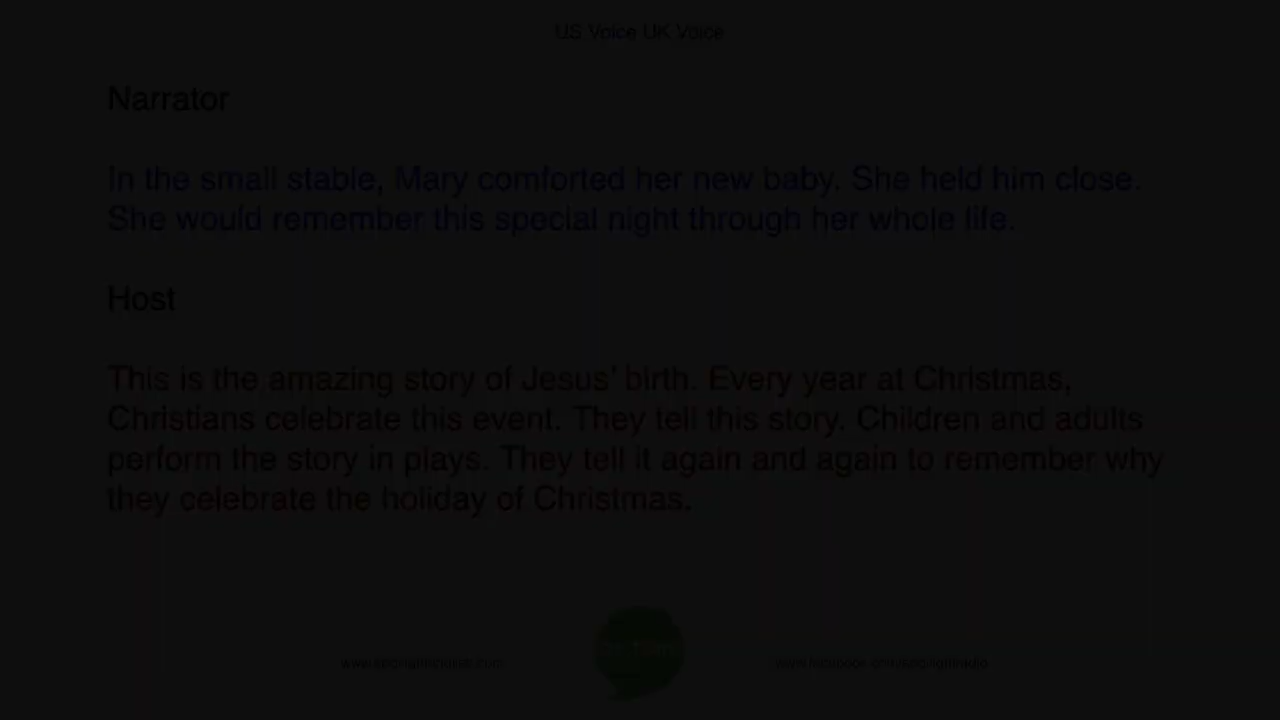 US Voice UK Voice
Narrator
In the small stable, Mary comforted her new baby. She held him close.
She would remember this special night through her whole life.
Host
This is the amazing story of Jesus’ birth. Every year at Christmas,
Christians celebrate this event. They tell this story. Children and adults
perform the story in plays. They tell it again and again to remember why
they celebrate the holiday of Christmas.